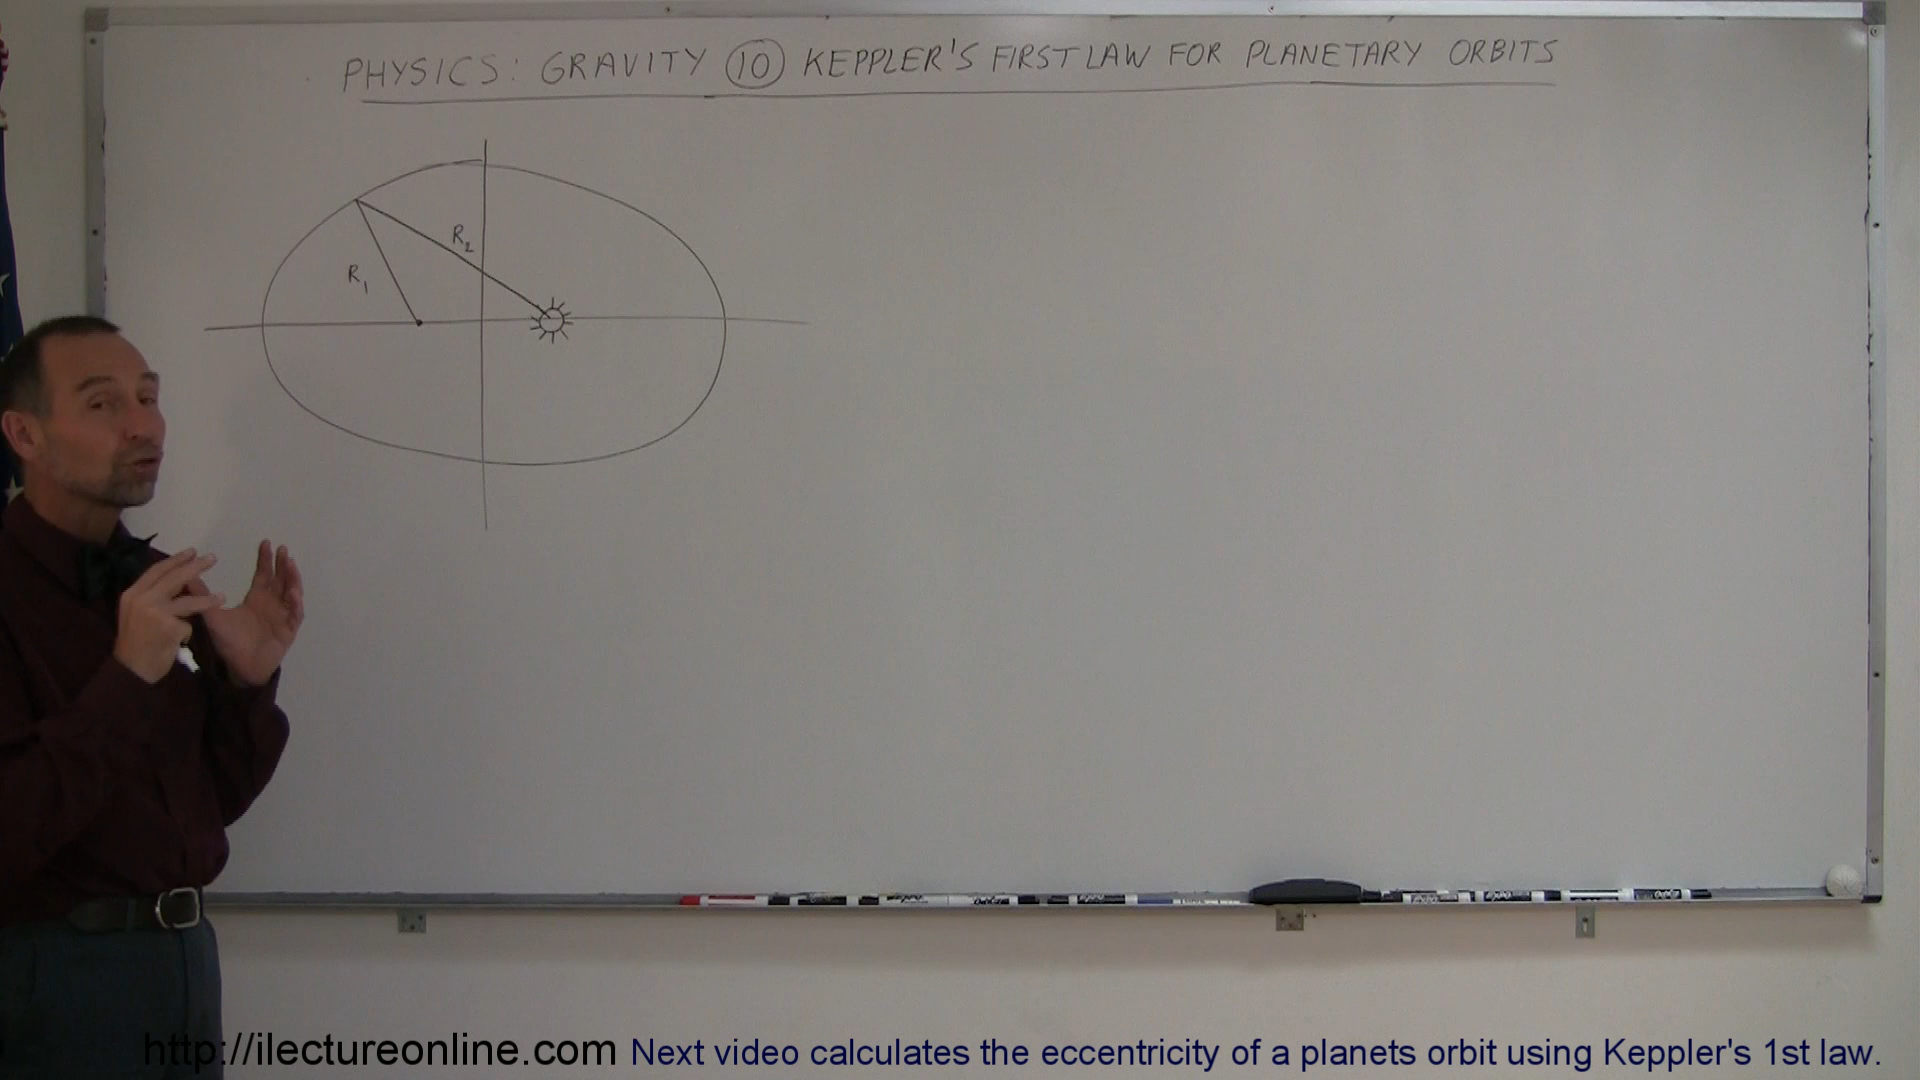 PHYSICS: GRAVITY 10 KEPPLER'S FIRST LAW FOR PLANETARY ORBITS
R2
R1
http://ilectureonline.com Next video calculates the eccentricity of a planets orbit using Keppler's 1st law.